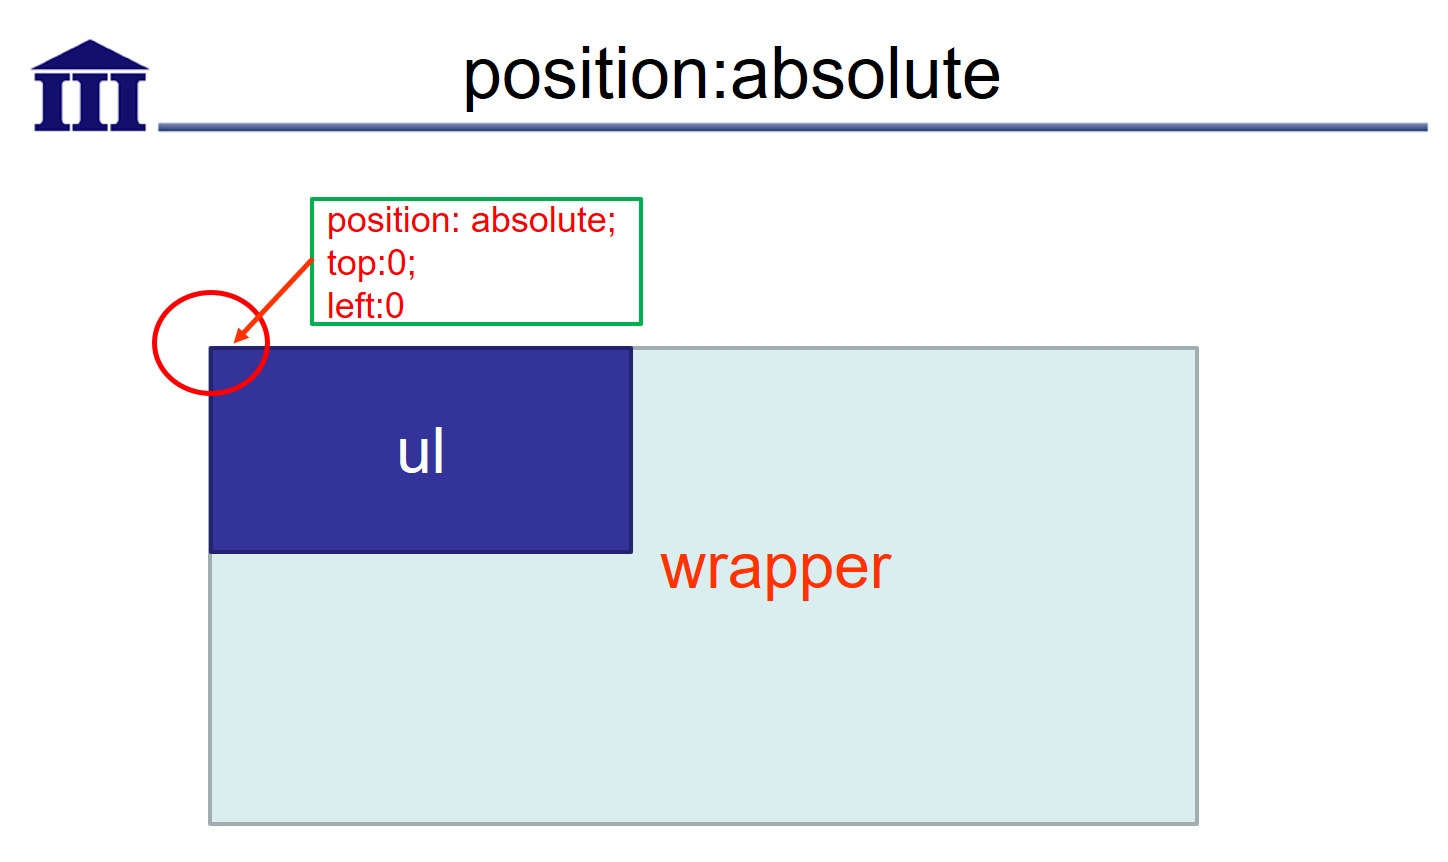 position:absolute
position: absolute;
top:0;
left:0
ul
wrapper